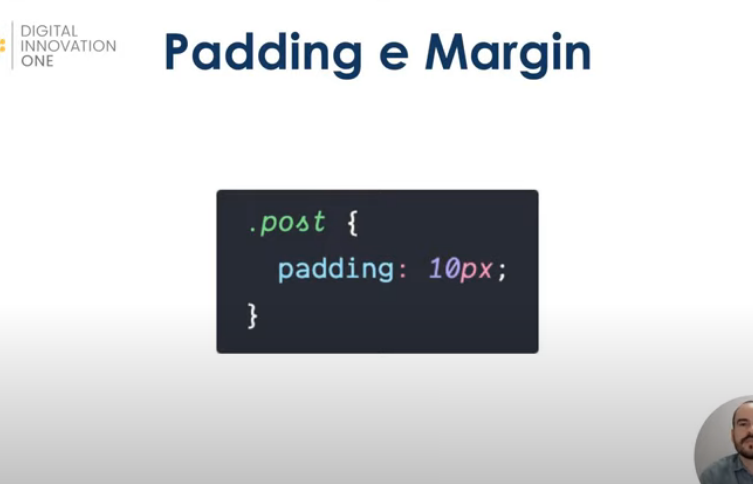 DIGITAL
INNOVATION
ONE
Padding e Margin
.post {
  padding: 10px;
}